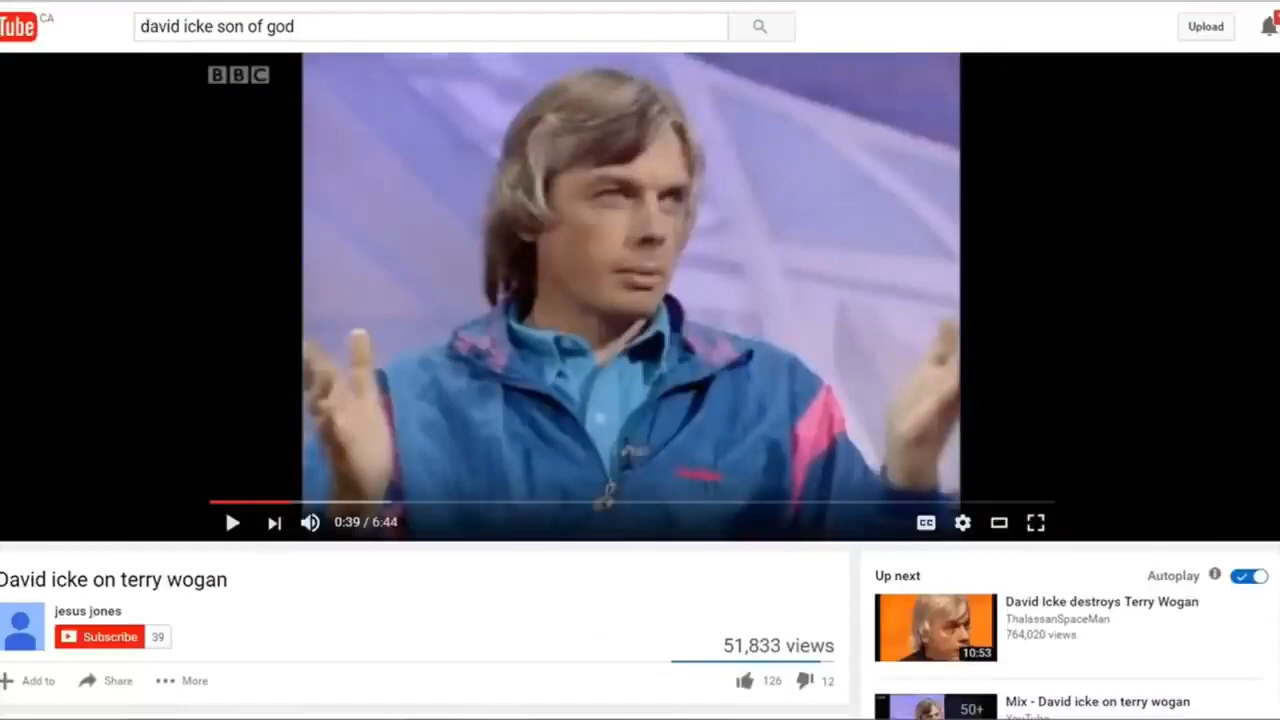 Tube CA
david icke son of god
Upload
BBC
0:39 / 6:44
CC
David icke on terry wogan
jesus jones
Subscribe 39
51,833 views
Add to Share More
126 12
Up next Autoplay
David Icke destroys Terry Wogan
ThalassanSpaceMan
764,020 views
10:53
Mix - David icke on terry wogan
50+
YouTube